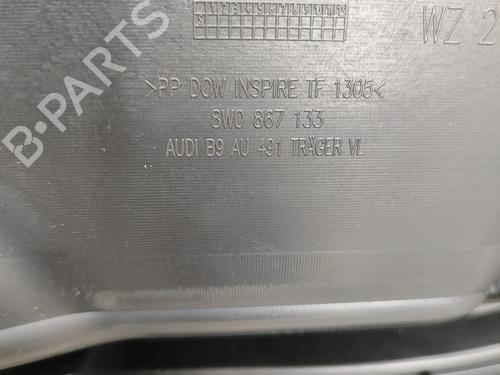 WZ 2
>PP DOW INSPIRE TF 1305<
8W0 867 133
AUDI B9 AU 491 TRÄGER VL
B-PARTS